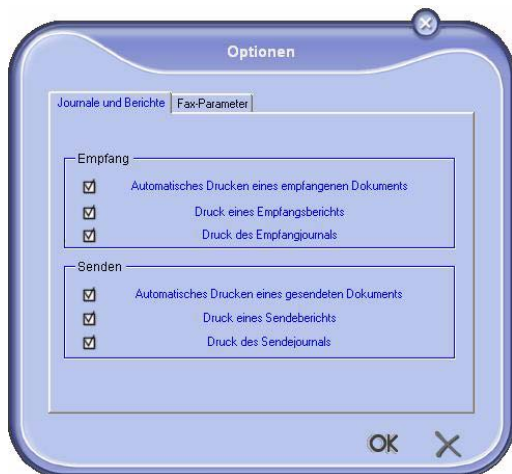 Optionen
Journale und Berichte
Fax-Parameter
Empfang
Automatisches Drucken eines empfangenen Dokuments
Druck eines Empfangsberichts
Druck des Empfangjournals
Senden
Automatisches Drucken eines gesendeten Dokuments
Druck eines Sendeberichts
Druck des Sendejournals
OK